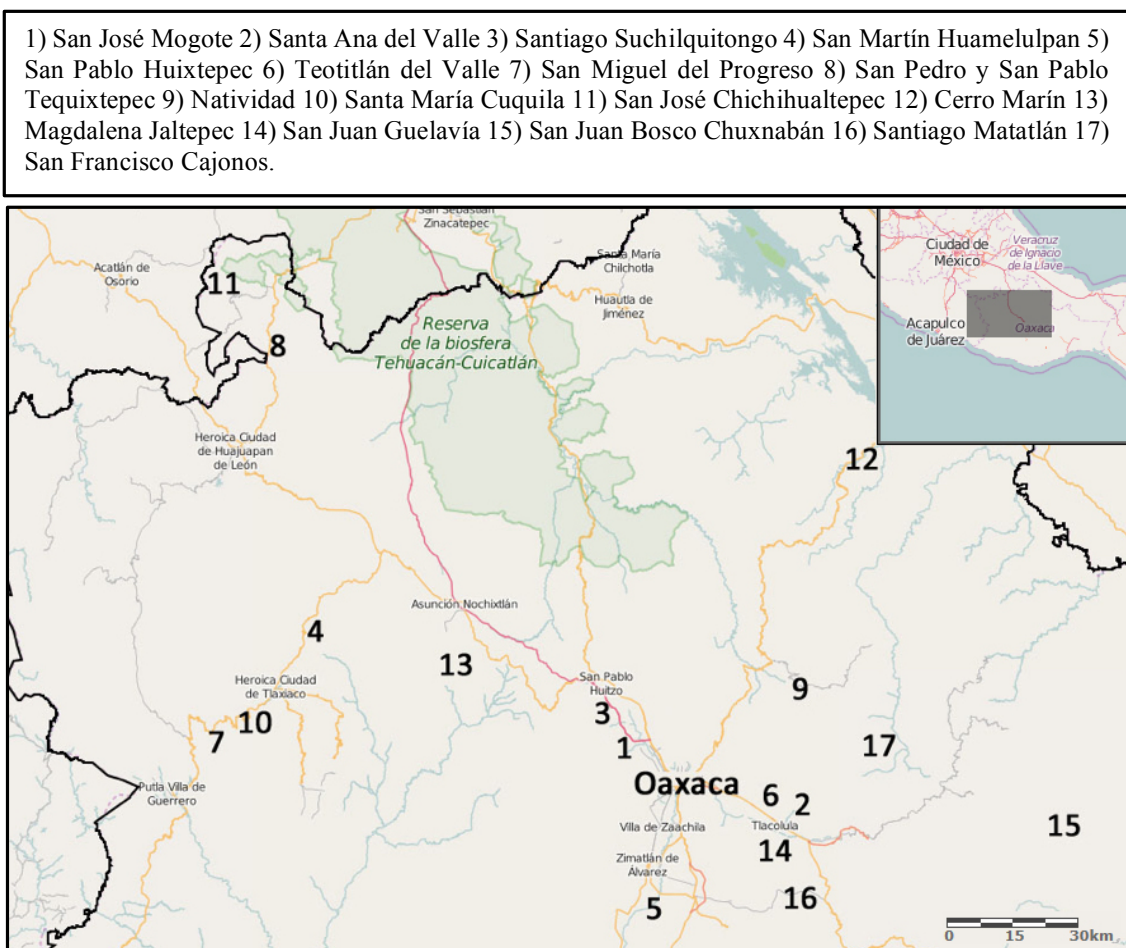 1) San José Mogote 2) Santa Ana del Valle 3) Santiago Suchilquitongo 4) San Martín Huamelulpan 5)
San Pablo Huixtepec 6) Teotitlán del Valle 7) San Miguel del Progreso 8) San Pedro y San Pablo
Tequixtepec 9) Natividad 10) Santa María Cuquila 11) San José Chichihualtepec 12) Cerro Marín 13)
Magdalena Jaltepec 14) San Juan Guelavía 15) San Juan Bosco Chuxnabán 16) Santiago Matatlán 17)
San Francisco Cajonos.
San Sebastián
Zinacatepec
Ciudad de
México
Veracruz
de Ignacio
de la Llave
Acatlán de
Osorio
Santa María
Chilchotla
11
Huautla de
Jiménez
Acapulco
de Juárez
Oaxaca
Reserva
de la biosfera
Tehuacán-Cuicatlán
8
Heroica Ciudad
de Huajuapan
de León
12
Asunción Nochixtlán
4
13
Heroica Ciudad
de Tlaxiaco
San Pablo
Huitzo
9
3
10
7
1
17
Oaxaca
Putla Villa de
Guerrero
6
2
Villa de Zaachila
Tlacolula
15
14
Zimatlán de
Álvarez
16
5
0 15 30km